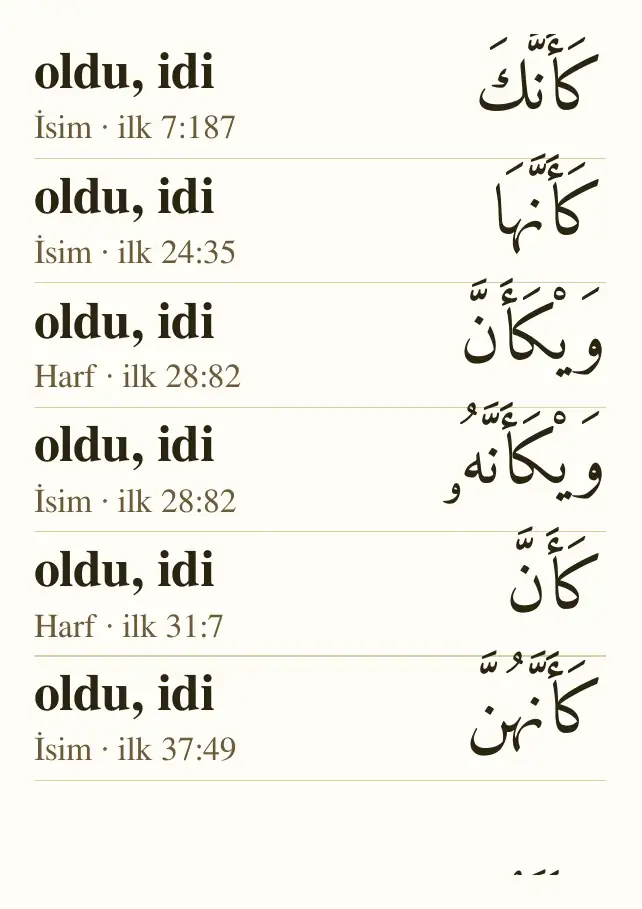 oldu, idi كَأَنَّكَ
İsim · ilk 7:187
oldu, idi كَأَنَّهَا
İsim · ilk 24:35
oldu, idi وَيْكَأَنَّ
Harf · ilk 28:82
oldu, idi وَيْكَأَنَّهُۥ
İsim · ilk 28:82
oldu, idi كَأَنَّ
Harf · ilk 31:7
oldu, idi كَأَنَّهُنَّ
İsim · ilk 37:49